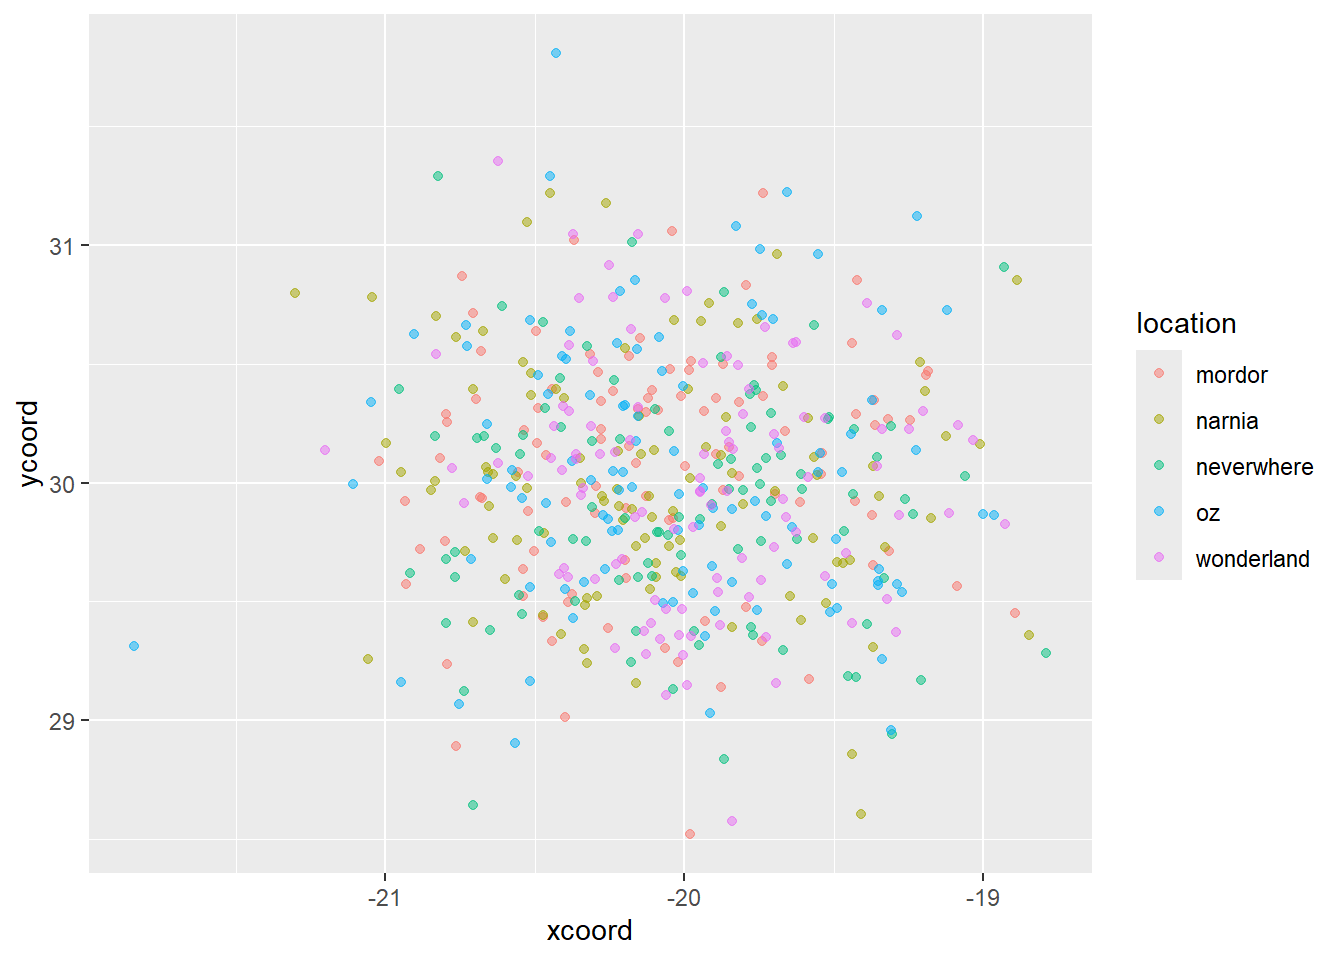 31
30
29
ycoord
-21
-20
-19
xcoord
location
mordor
narnia
neverwhere
oz
wonderland